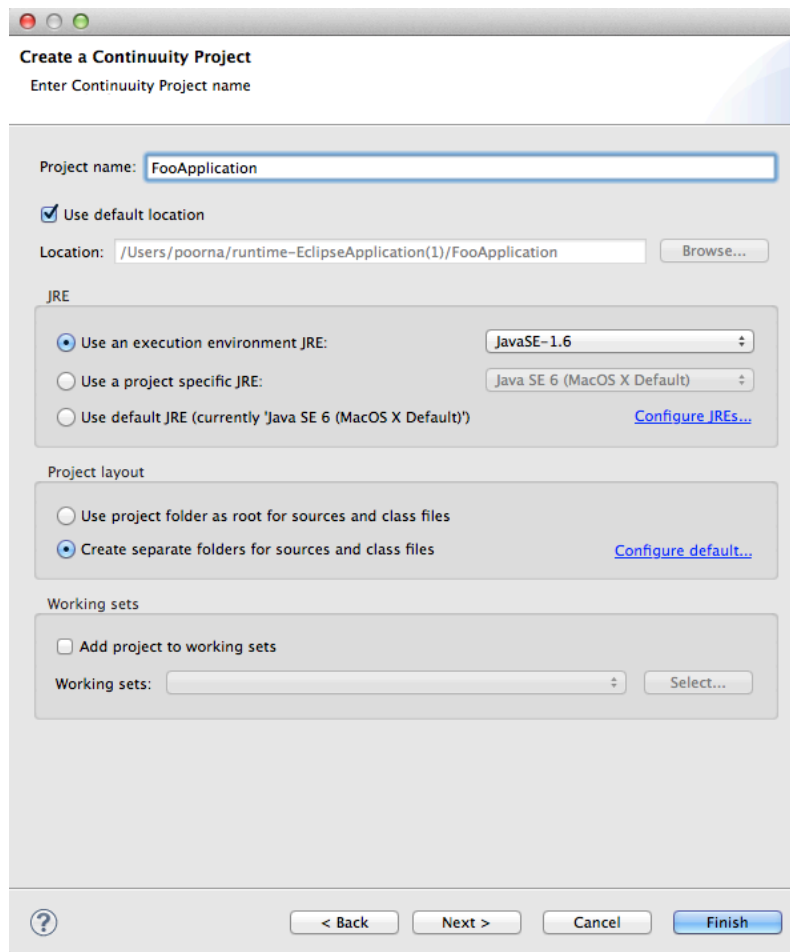 Create a Continuuity Project
Enter Continuuity Project name
Project name: FooApplication
Use default location
Location: /Users/poorna/runtime-EclipseApplication(1)/FooApplication Browse...
JRE
Use an execution environment JRE: JavaSE-1.6
Use a project specific JRE: Java SE 6 (MacOS X Default)
Use default JRE (currently 'Java SE 6 (MacOS X Default)') Configure JREs...
Project layout
Use project folder as root for sources and class files
Create separate folders for sources and class files Configure default...
Working sets
Add project to working sets
Working sets: Select...
? < Back Next > Cancel Finish